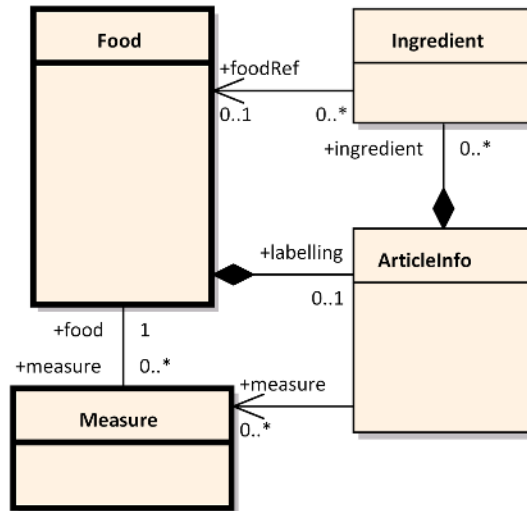 Food
Ingredient
+foodRef
0..1
0..*
+ingredient
0..*
+labelling
0..1
ArticleInfo
+food
1
+measure
0..*
+measure
0..*
Measure